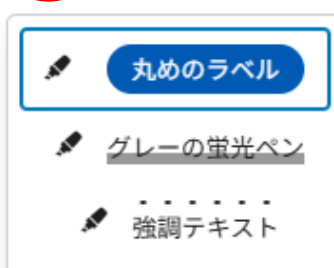 丸めのラベル
グレーの蛍光ペン
強調テキスト